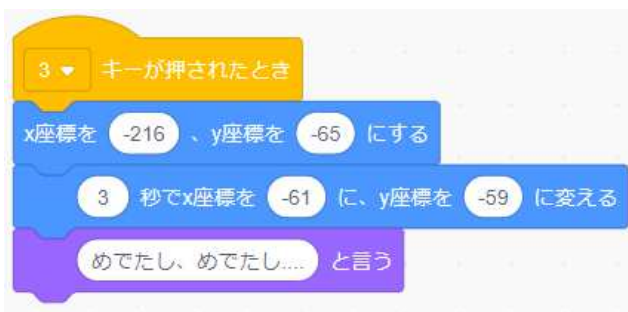 3 キーが押されたとき
x座標を -216 、y座標を -65 にする
3 秒でx座標を -61 に、y座標を -59 に変える
めでたし、めでたし.... と言う